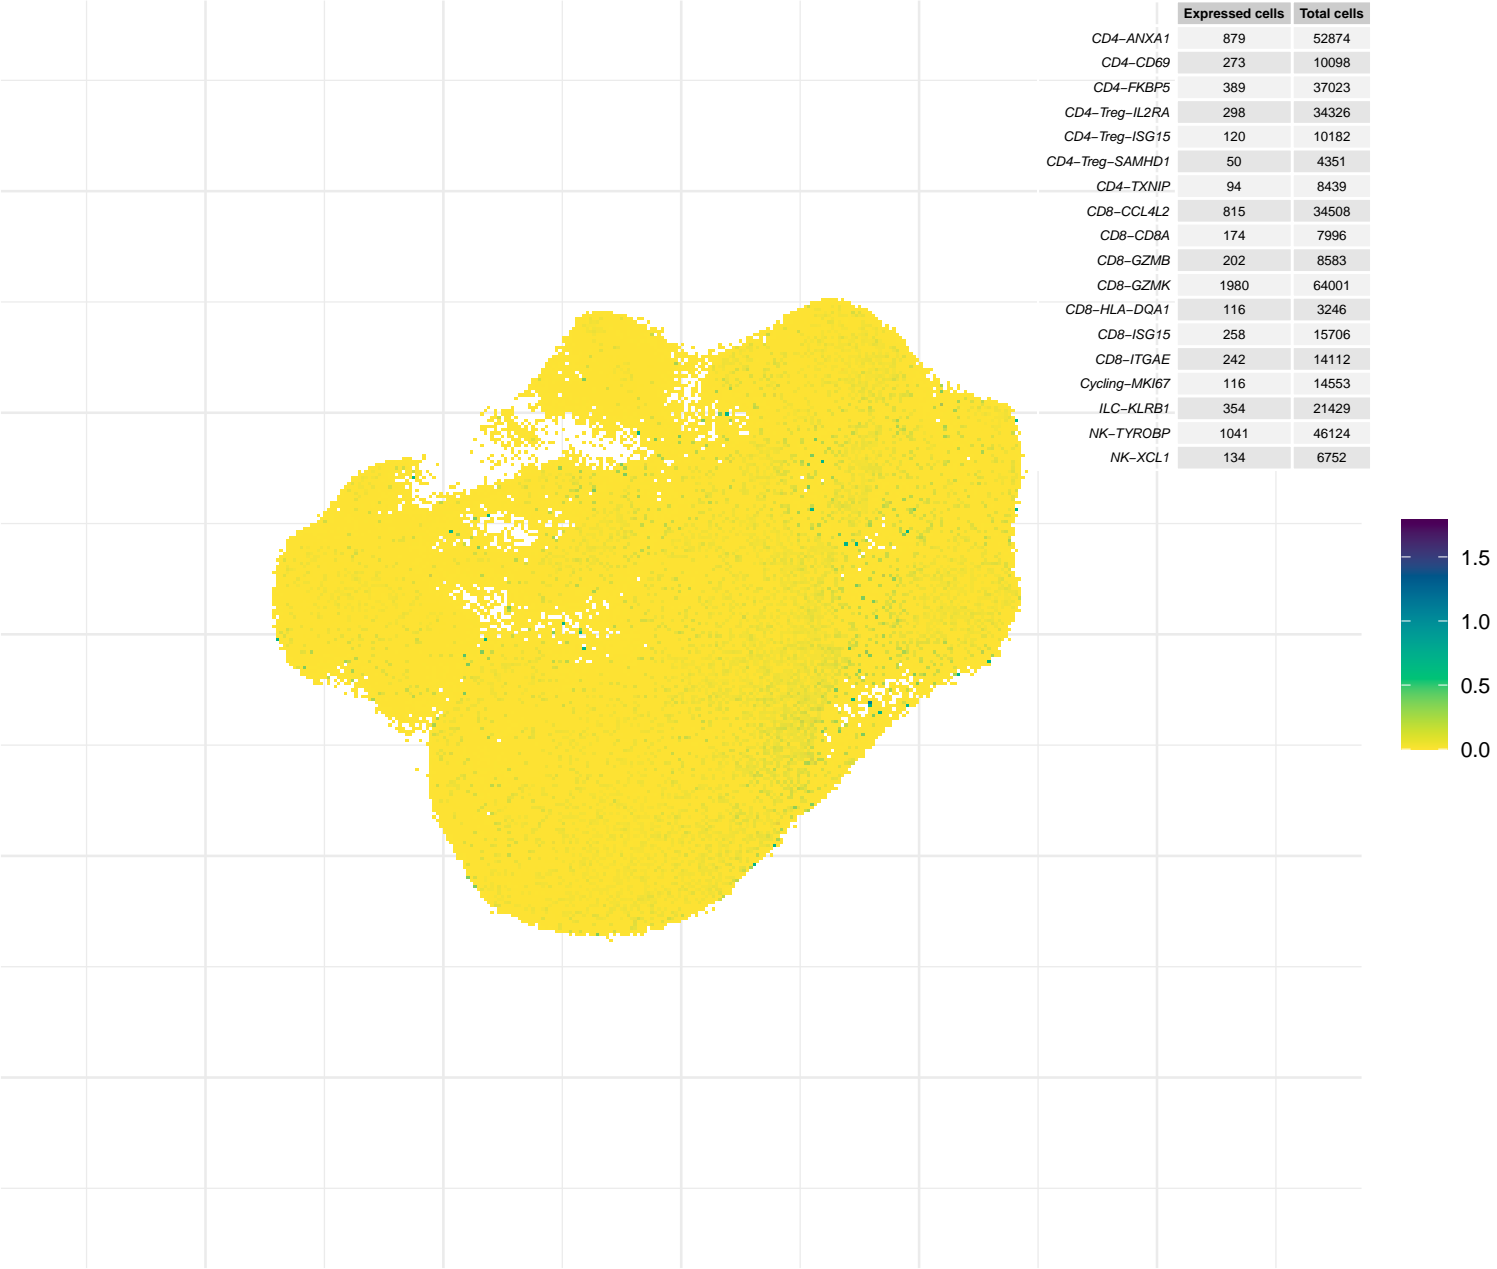 Expressed cells Total cells
CD4−ANXA1 879 52874
CD4−CD69 273 10098
CD4−FKBP5 389 37023
CD4−Treg−IL2RA 298 34326
CD4−Treg−ISG15 120 10182
CD4−Treg−SAMHD1 50 4351
CD4−TXNIP 94 8439
CD8−CCL4L2 815 34508
CD8−CD8A 174 7996
CD8−GZMB 202 8583
CD8−GZMK 1980 64001
CD8−HLA−DQA1 116 3246
CD8−ISG15 258 15706
CD8−ITGAE 242 14112
Cycling−MKI67 116 14553
ILC−KLRB1 354 21429
NK−TYROBP 1041 46124
NK−XCL1 134 6752
1.5
1.0
0.5
0.0